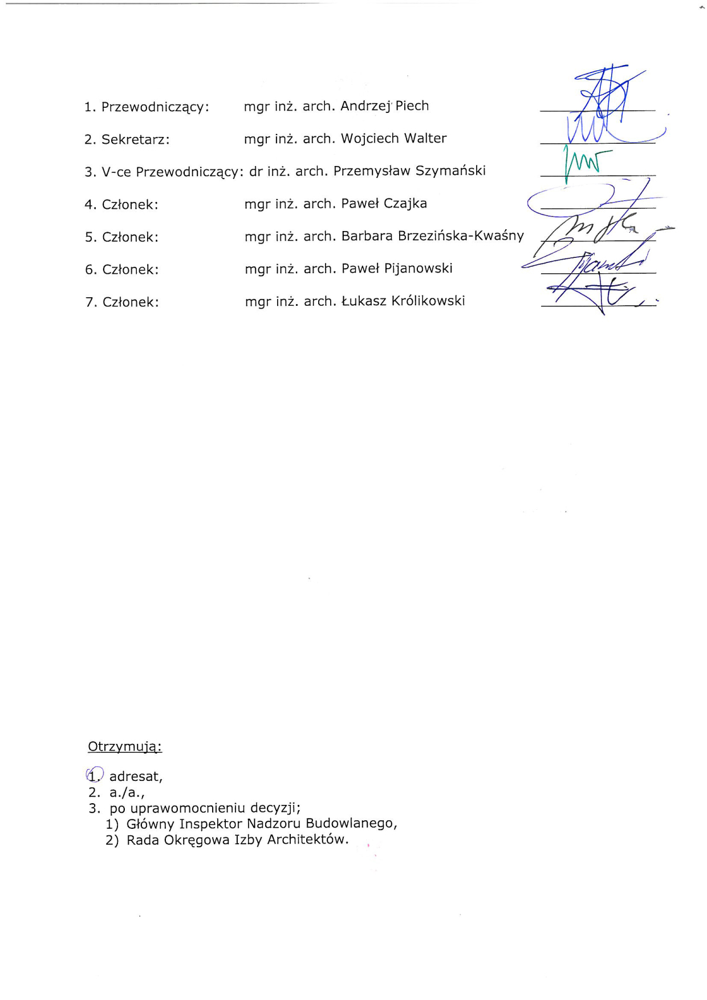 1. Przewodniczący: mgr inż. arch. Andrzej Piech
2. Sekretarz: mgr inż. arch. Wojciech Walter
3. V-ce Przewodniczący: dr inż. arch. Przemysław Szymański
4. Członek: mgr inż. arch. Paweł Czajka
5. Członek: mgr inż. arch. Barbara Brzezińska-Kwaśny
6. Członek: mgr inż. arch. Paweł Pijanowski
7. Członek: mgr inż. arch. Łukasz Królikowski
Otrzymują:
1. adresat,
2. a./a.,
3. po uprawomocnieniu decyzji;
1) Główny Inspektor Nadzoru Budowlanego,
2) Rada Okręgowa Izby Architektów.